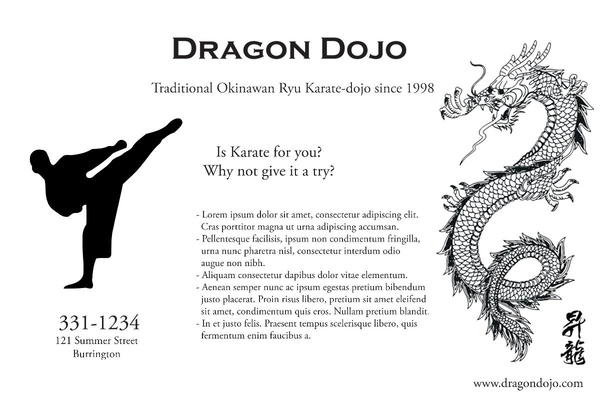 DRAGON DOJO
Traditional Okinawan Ryu Karate-dojo since 1998
Is Karate for you?
Why not give it a try?
- Lorem ipsum dolor sit amet, consectetur adipiscing elit.
Cras porttitor magna ut urna adipiscing accumsan.
- Pellentesque facilisis, ipsum non condimentum fringilla,
urna nunc pharetra nisl, consectetur interdum odio
augue non nibh.
- Aliquam consectetur dapibus dolor vitae elementum.
- Aenean semper nunc ac ipsum egestas pretium bibendum
justo placerat. Proin risus libero, pretium sit amet eleifend
sit amet, condimentum quis eros. Nullam pretium blandit.
- In et justo felis. Praesent tempus scelerisque libero, quis
fermentum enim faucibus a.
331-1234
121 Summer Street
Burrington
昇龍
www.dragondojo.com